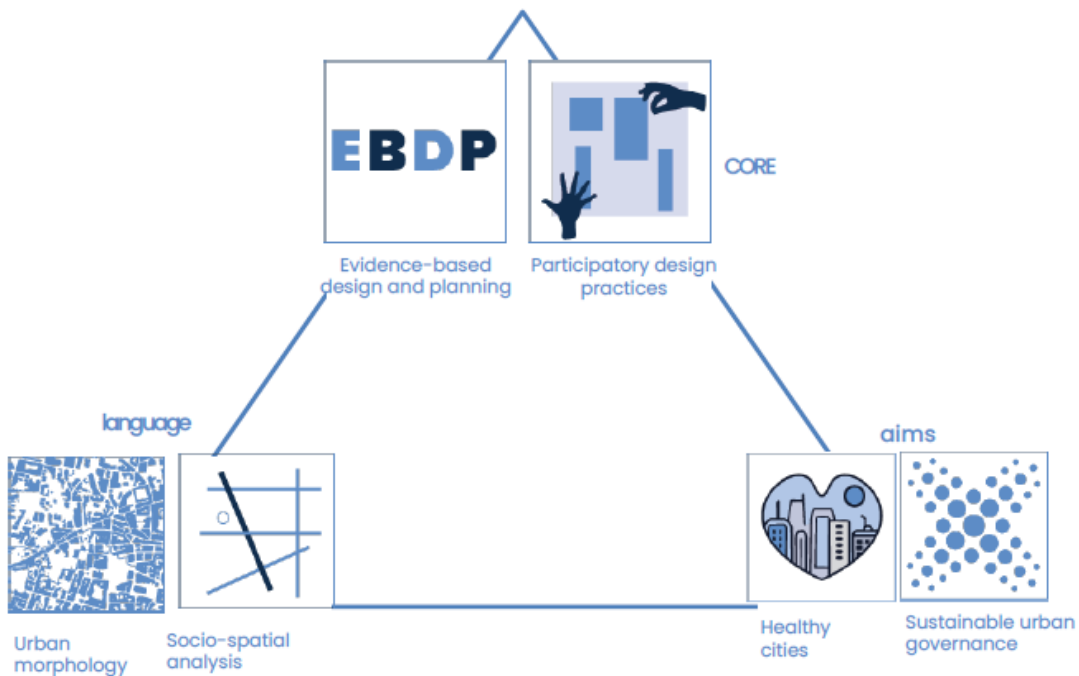 EBDP
CORE
Evidence-based
design and planning
Participatory design
practices
language
aims
Urban
morphology
Socio-spatial
analysis
Healthy
cities
Sustainable urban
governance